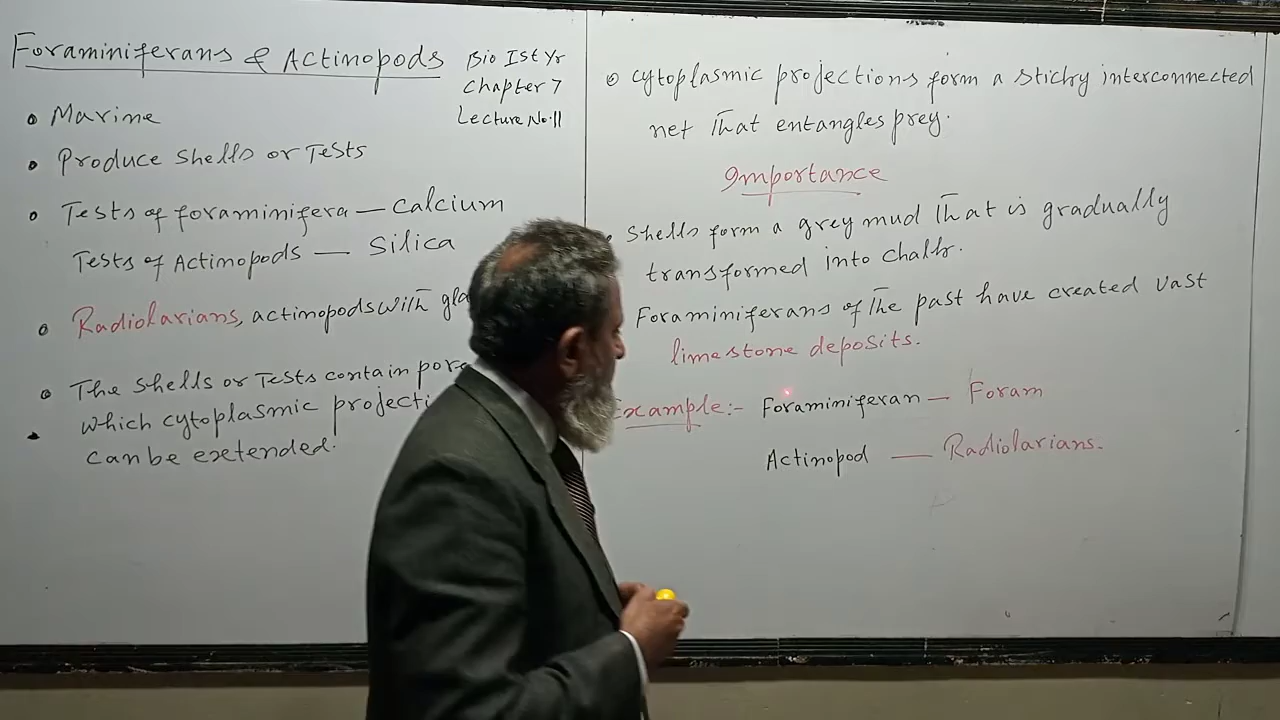 Foraminiferans & Actinopods
Bio Ist Yr
Chapter 7
Lecture No.11
Marine
Produce shells or Tests
Tests of foraminifera — Calcium
Tests of Actinopods — Silica
Radiolarians, actinopods with
The shells or Tests contain
which cytoplasmic
can be extended.
Cytoplasmic projections form a sticky interconnected
net that entangles prey.
Importance
Shells form a grey mud that is gradually
transformed into chalk.
Foraminiferans of the past have created vast
limestone deposits.
Example:- Foraminiferan — Foram
Actinopod — Radiolarians.